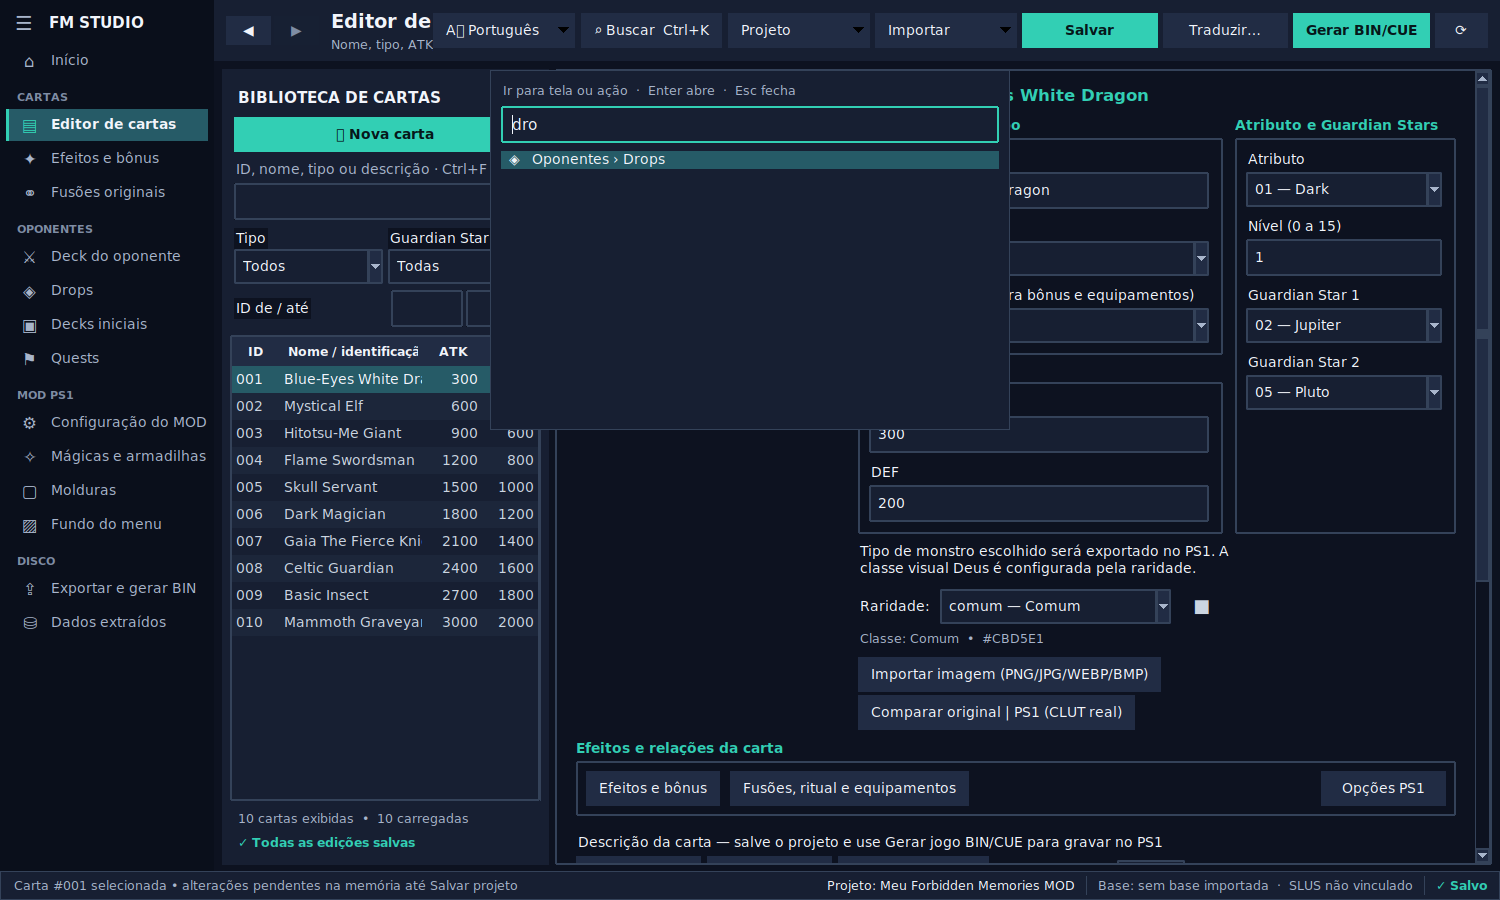 ☰ FM STUDIO
⌂ Início
CARTAS
▤ Editor de cartas
✦ Efeitos e bônus
⚭ Fusões originais
OPONENTES
⚔ Deck do oponente
◈ Drops
▣ Decks iniciais
⚑ Quests
MOD PS1
⚙ Configuração do MOD
✧ Mágicas e armadilhas
▢ Molduras
▨ Fundo do menu
DISCO
⇪ Exportar e gerar BIN
⛁ Dados extraídos
◀ ▶
Editor de
Nome, tipo, ATK
A Português
⌕ Buscar Ctrl+K
Projeto
Importar
Salvar
Traduzir...
Gerar BIN/CUE
⟳
BIBLIOTECA DE CARTAS
Nova carta
ID, nome, tipo ou descrição · Ctrl+F
Tipo
Guardian Star
Todos
Todas
ID de / até
ID Nome / identificaçã ATK
001 Blue-Eyes White Dra 300
002 Mystical Elf 600
003 Hitotsu-Me Giant 900 600
004 Flame Swordsman 1200 800
005 Skull Servant 1500 1000
006 Dark Magician 1800 1200
007 Gaia The Fierce Kni 2100 1400
008 Celtic Guardian 2400 1600
009 Basic Insect 2700 1800
010 Mammoth Graveyar 3000 2000
10 cartas exibidas • 10 carregadas
✓ Todas as edições salvas
Ir para tela ou ação · Enter abre · Esc fecha
dro
◈ Oponentes › Drops
s White Dragon
o
ragon
ra bônus e equipamentos)
300
DEF
200
Atributo e Guardian Stars
Atributo
01 — Dark
Nível (0 a 15)
1
Guardian Star 1
02 — Jupiter
Guardian Star 2
05 — Pluto
Tipo de monstro escolhido será exportado no PS1. A
classe visual Deus é configurada pela raridade.
Raridade: comum — Comum ■
Classe: Comum • #CBD5E1
Importar imagem (PNG/JPG/WEBP/BMP)
Comparar original | PS1 (CLUT real)
Efeitos e relações da carta
Efeitos e bônus
Fusões, ritual e equipamentos
Opções PS1
Descrição da carta — salve o projeto e use Gerar jogo BIN/CUE para gravar no PS1
Carta #001 selecionada • alterações pendentes na memória até Salvar projeto
Projeto: Meu Forbidden Memories MOD
Base: sem base importada · SLUS não vinculado
✓ Salvo